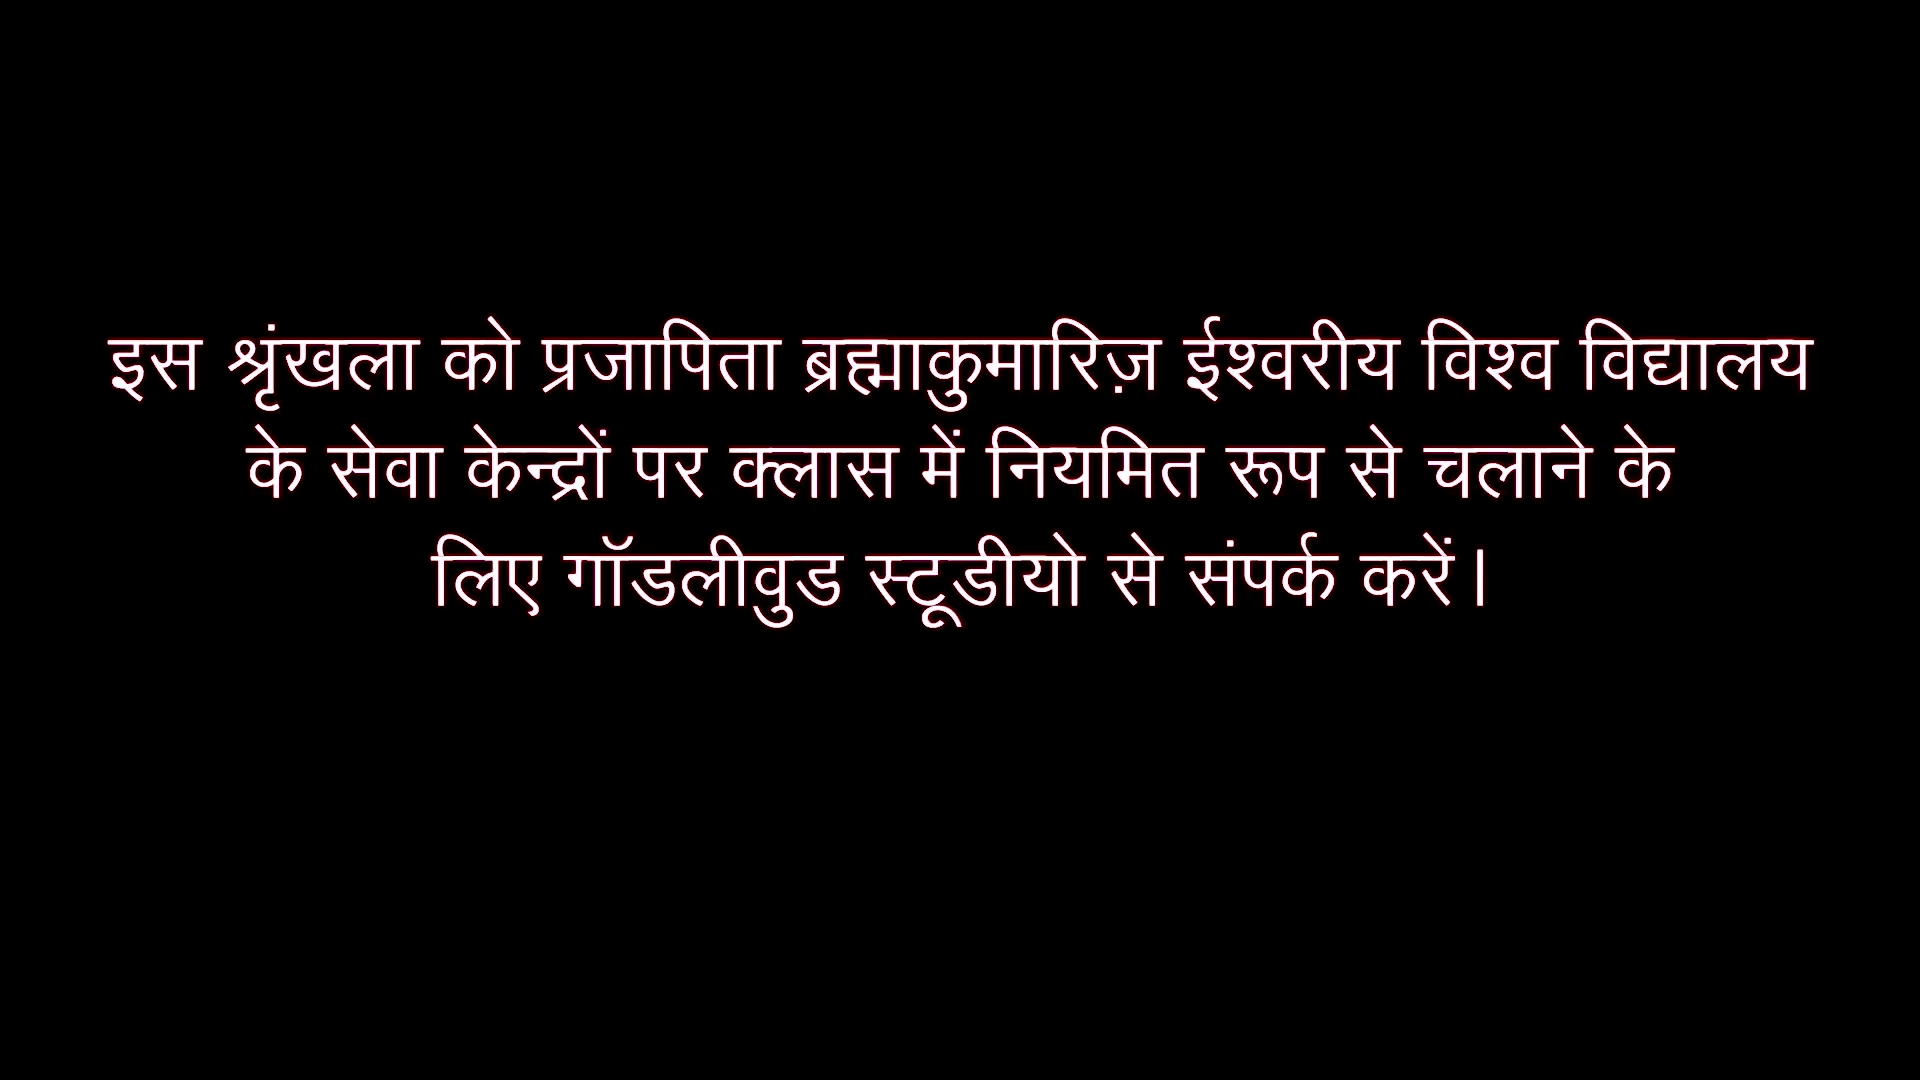 इस श्रृंखला को प्रजापिता ब्रह्माकुमारिज़ ईश्वरीय विश्व विद्यालय
के सेवा केन्द्रों पर क्लास में नियमित रूप से चलाने के
लिए गॉडलीवुड स्टूडीयो से संपर्क करें।